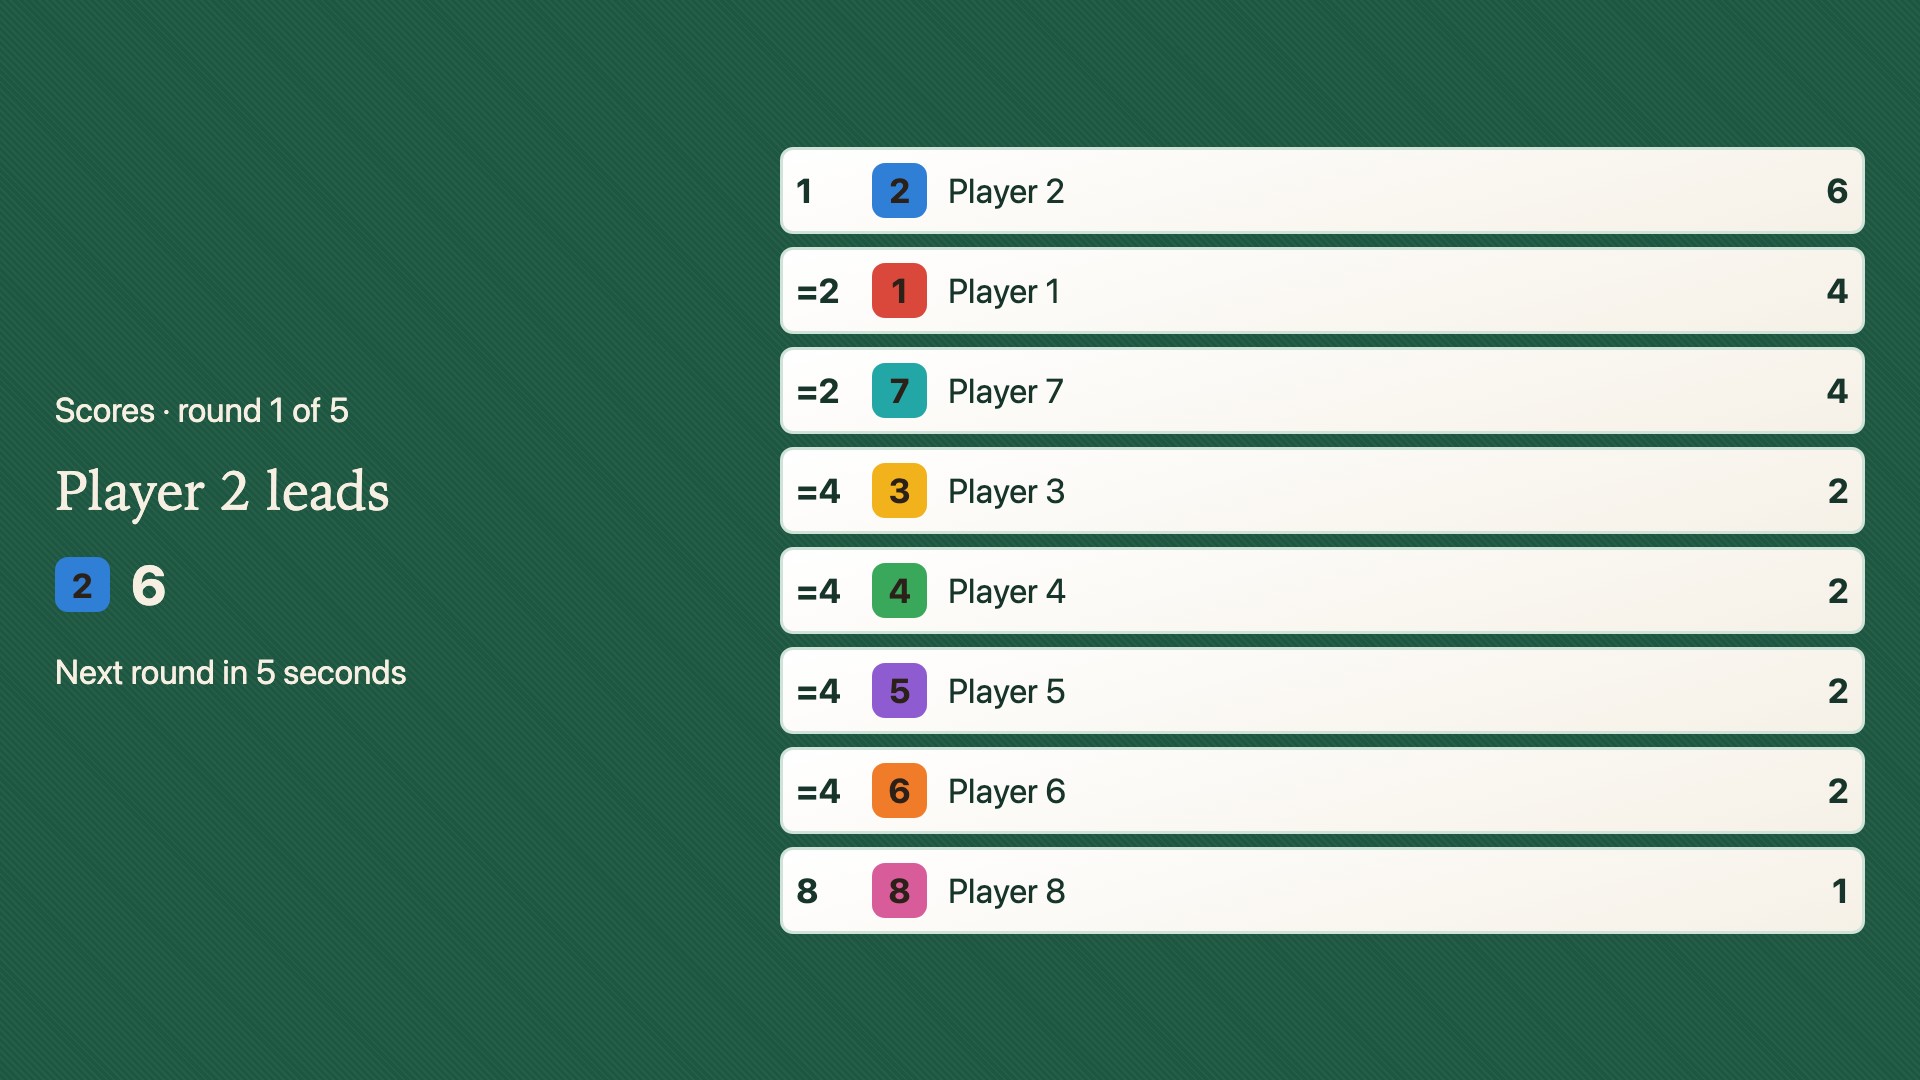 Scores · round 1 of 5
Player 2 leads
2 6
Next round in 5 seconds
1 2 Player 2 6
=2 1 Player 1 4
=2 7 Player 7 4
=4 3 Player 3 2
=4 4 Player 4 2
=4 5 Player 5 2
=4 6 Player 6 2
8 8 Player 8 1